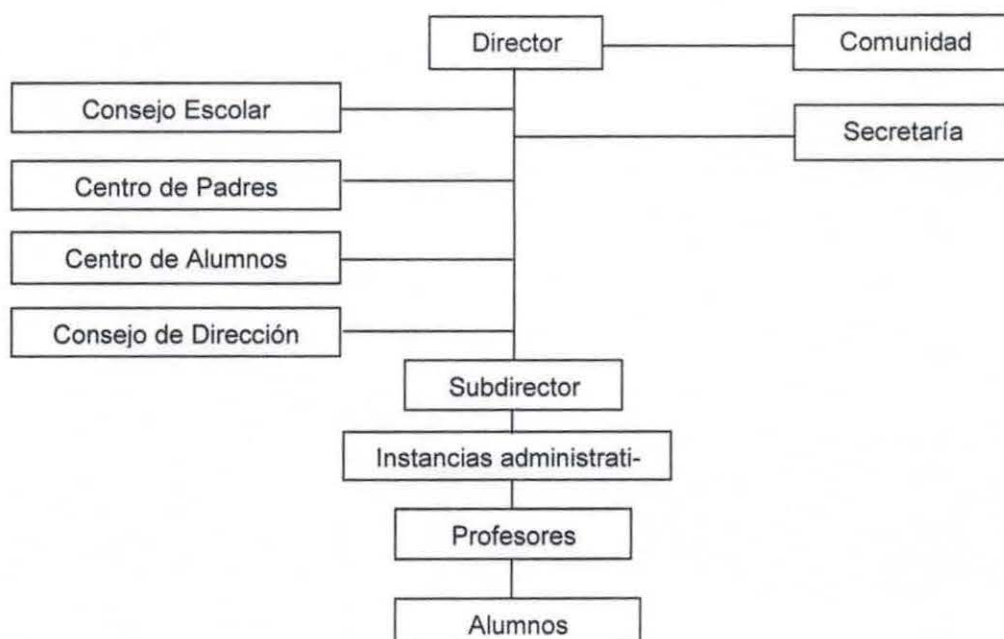 Director
Comunidad
Consejo Escolar
Secretaría
Centro de Padres
Centro de Alumnos
Consejo de Dirección
Subdirector
Instancias administrati-
Profesores
Alumnos